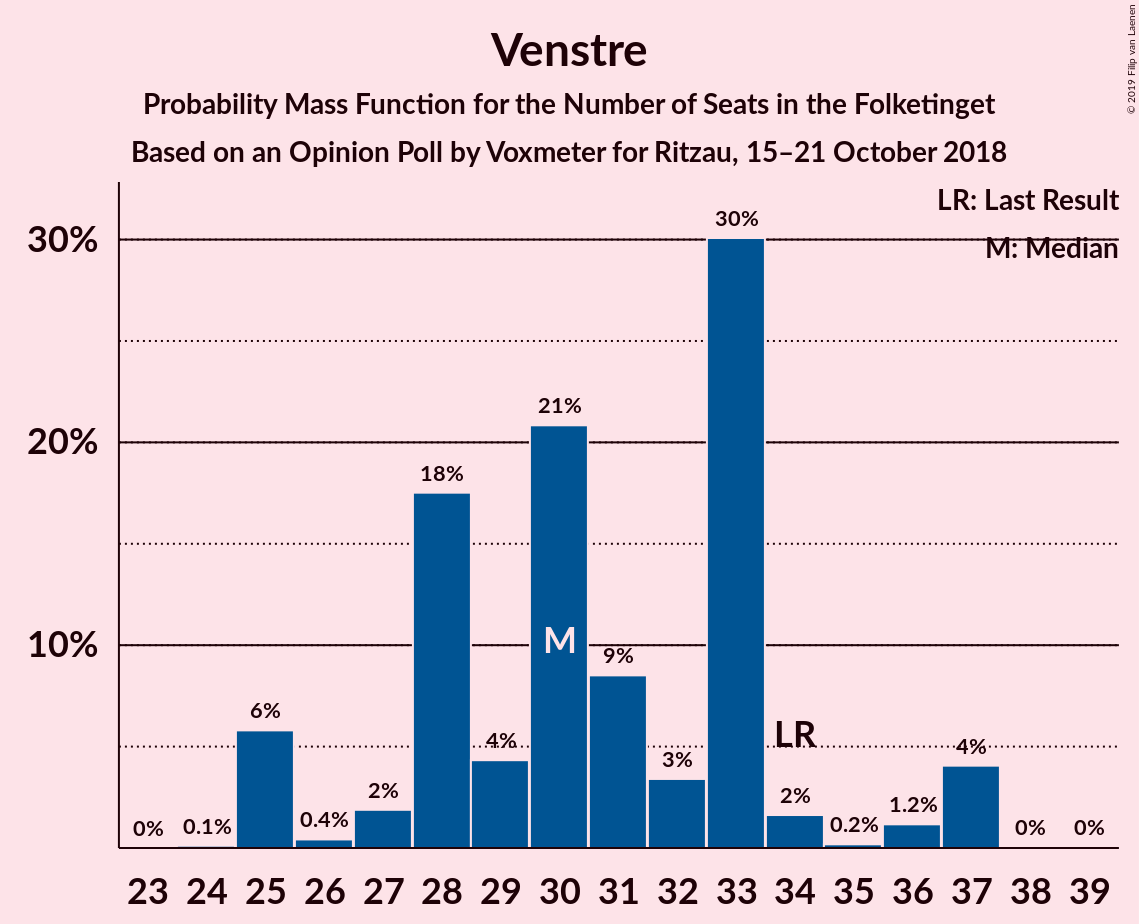 Venstre
Probability Mass Function for the Number of Seats in the Folketinget
Based on an Opinion Poll by Voxmeter for Ritzau, 15–21 October 2018
© 2019 Filip van Laenen
LR: Last Result
M: Median
30%
20%
10%
0%
0.1%
6%
0.4%
2%
18%
4%
21%
9%
3%
30%
2%
0.2%
1.2%
4%
0%
0%
M
LR
23 24 25 26 27 28 29 30 31 32 33 34 35 36 37 38 39